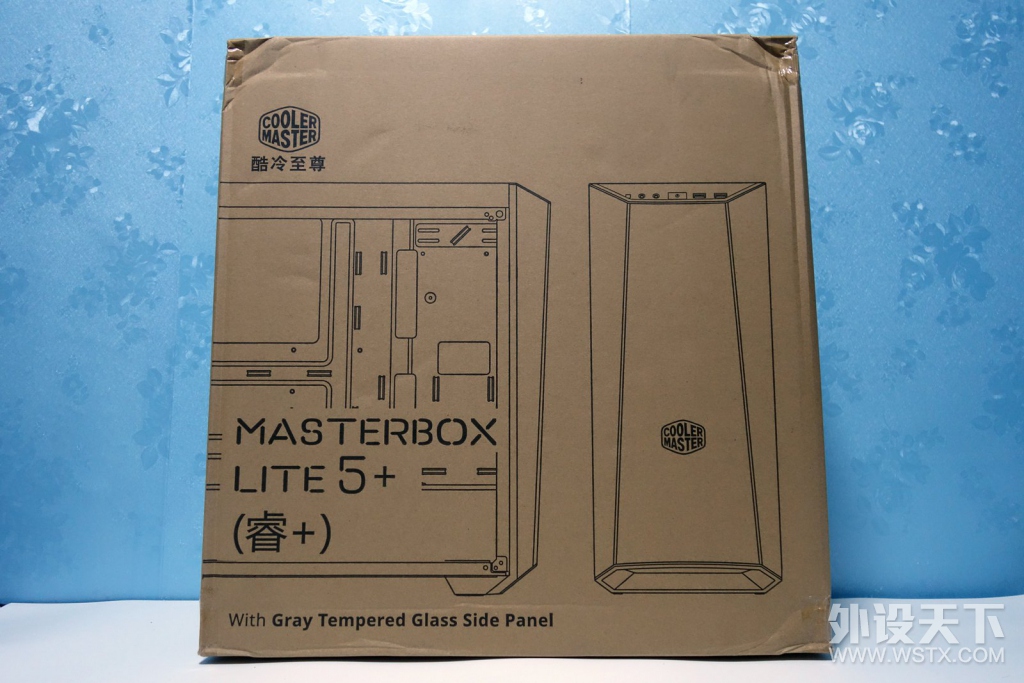 COOLER
MASTER
酷冷至尊
COOLER
MASTER
MASTERBOX
LITE 5+
(睿+)
With Gray Tempered Glass Side Panel
外设天下
WWW.WSTX.COM